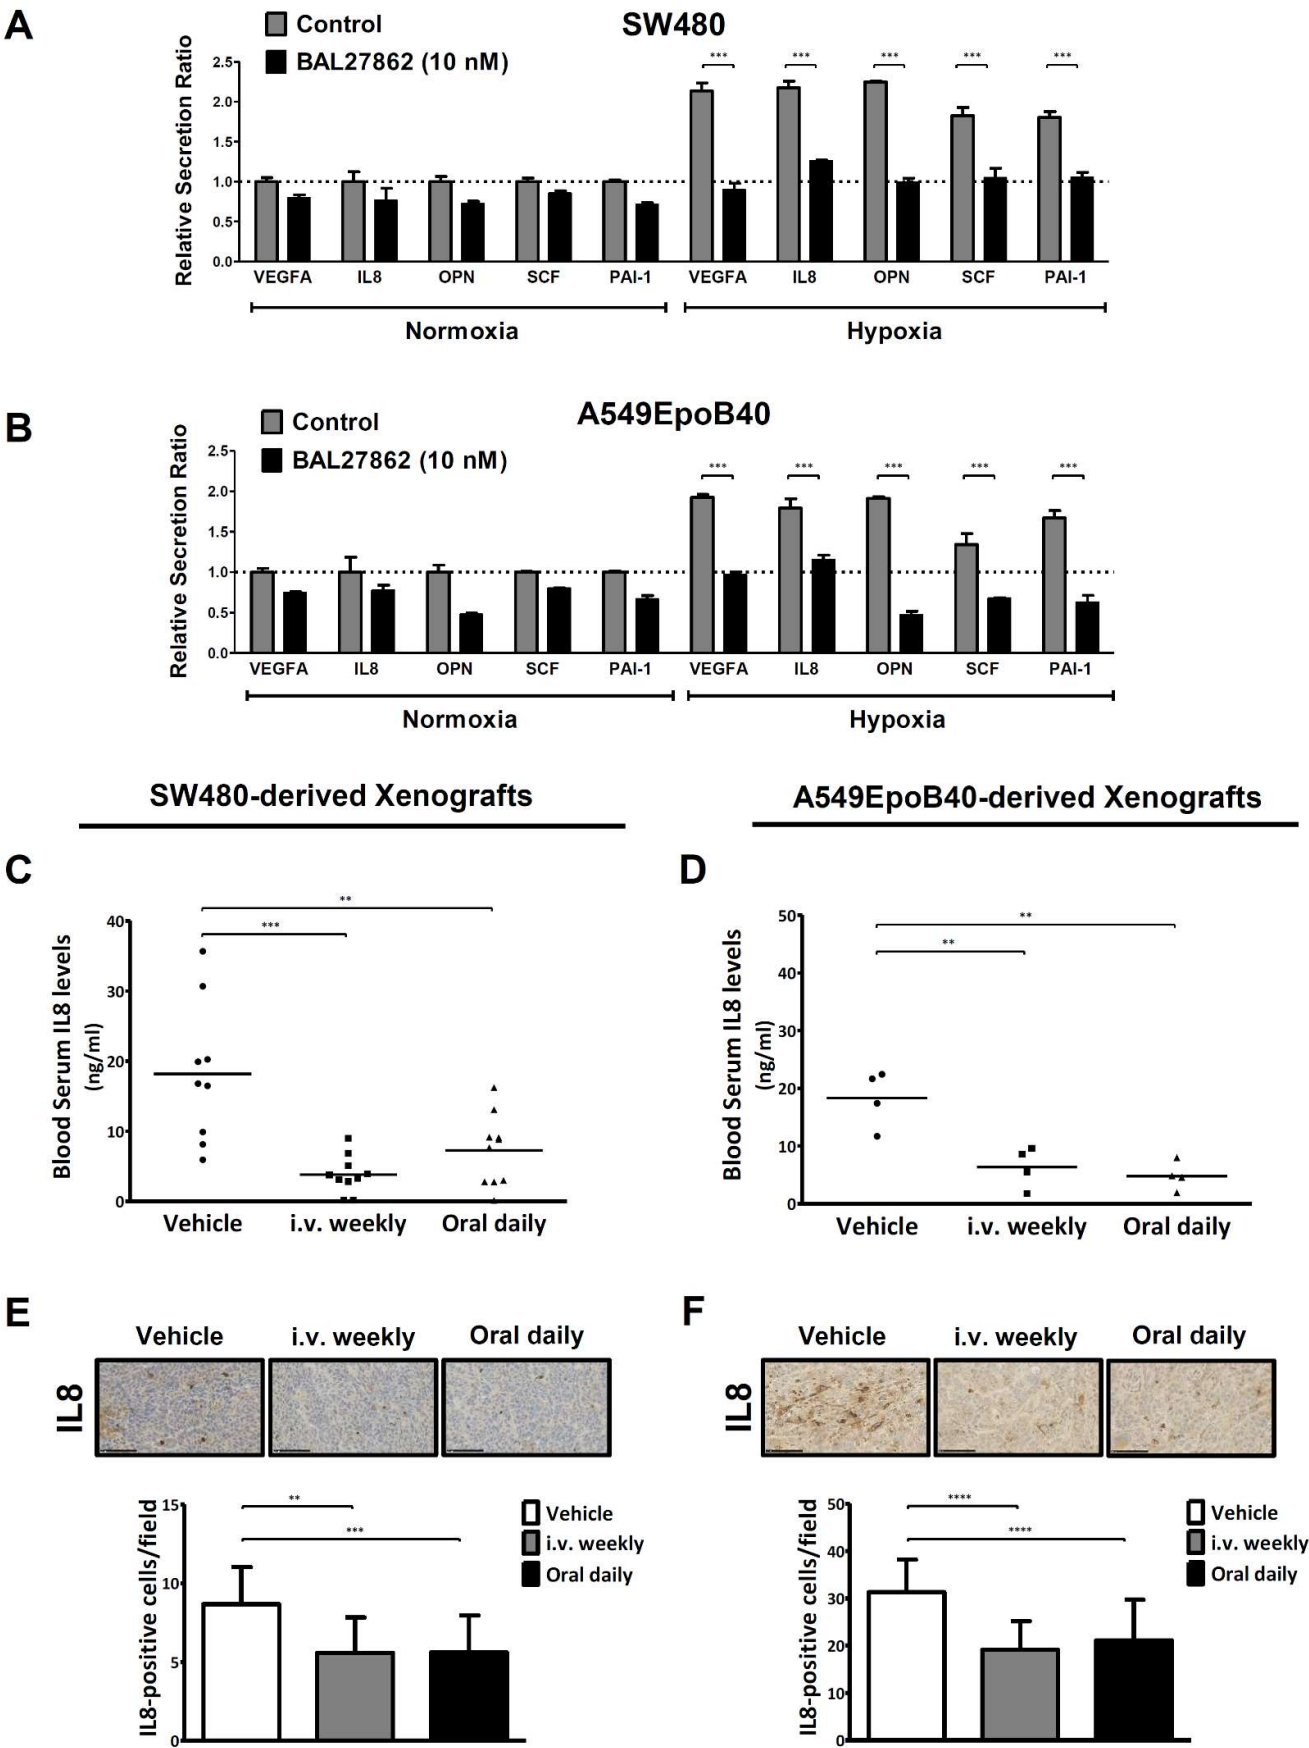 A
SW480
Control
BAL27862 (10 nM)
Relative Secretion Ratio
2.5
2.0
1.5
1.0
0.5
0.0
*** *** *** *** ***
VEGFA IL8 OPN SCF PAI-1 VEGFA IL8 OPN SCF PAI-1
Normoxia Hypoxia
B
A549EpoB40
Control
BAL27862 (10 nM)
Relative Secretion Ratio
2.5
2.0
1.5
1.0
0.5
0.0
*** *** *** *** ***
VEGFA IL8 OPN SCF PAI-1 VEGFA IL8 OPN SCF PAI-1
Normoxia Hypoxia
SW480-derived Xenografts
A549EpoB40-derived Xenografts
C
Blood Serum IL8 levels
(ng/ml)
40
30
20
10
0
**
***
Vehicle i.v. weekly Oral daily
D
Blood Serum IL8 levels
(ng/ml)
50
40
30
20
10
0
**
**
Vehicle i.v. weekly Oral daily
E
Vehicle i.v. weekly Oral daily
IL8
IL8-positive cells/field
15
10
5
0
**
***
Vehicle
i.v. weekly
Oral daily
F
Vehicle i.v. weekly Oral daily
IL8
IL8-positive cells/field
50
40
30
20
10
0
****
****
Vehicle
i.v. weekly
Oral daily